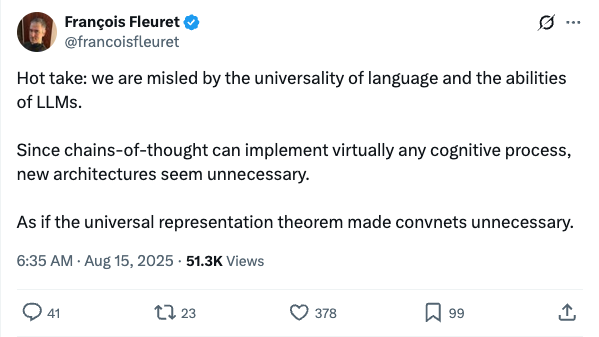 François Fleuret
@francoisfleuret
Hot take: we are misled by the universality of language and the abilities
of LLMs.
Since chains-of-thought can implement virtually any cognitive process,
new architectures seem unnecessary.
As if the universal representation theorem made convnets unnecessary.
6:35 AM · Aug 15, 2025 · 51.3K Views
41 23 378 99